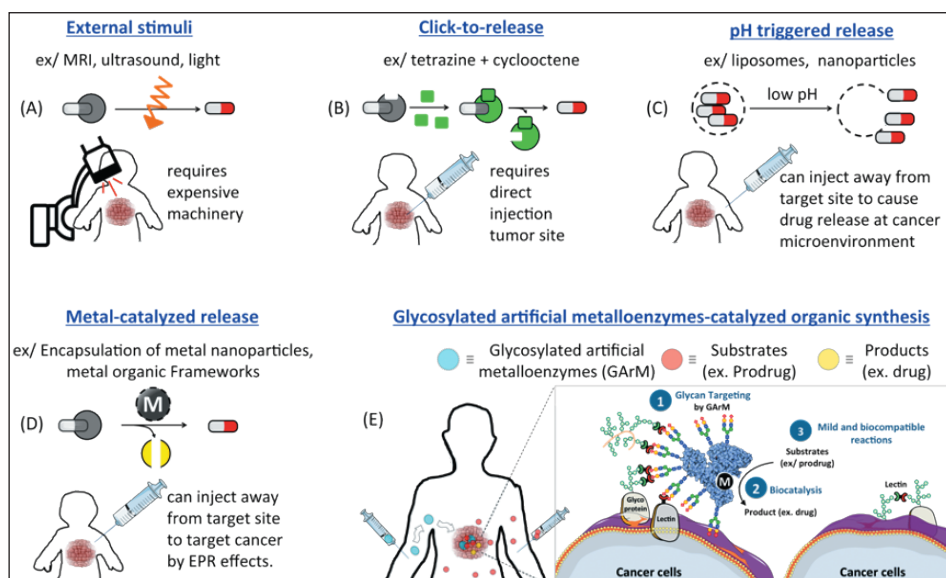 External stimuli
ex/ MRI, ultrasound, light
(A)
requires
expensive
machinery
Click-to-release
ex/ tetrazine + cyclooctene
(B)
requires
direct
injection
tumor site
pH triggered release
ex/ liposomes, nanoparticles
(C)
low pH
can inject away from
target site to cause
drug release at cancer
microenvironment
Metal-catalyzed release
ex/ Encapsulation of metal nanoparticles,
metal organic Frameworks
(D)
M
can inject away
from target site
to target cancer
by EPR effects.
Glycosylated artificial metalloenzymes-catalyzed organic synthesis
≡ Glycosylated artificial
metalloenzymes (GArM)
≡ Substrates
(ex. Prodrug)
≡ Products
(ex. drug)
(E)
1 Glycan Targeting
by GArM
3 Mild and biocompatible
reactions
Substrates
(ex/ prodrug)
M
2 Biocatalysis
Product (ex. drug)
Glyco
protein
Lectin
Lectin
Cancer cells
Cancer cells